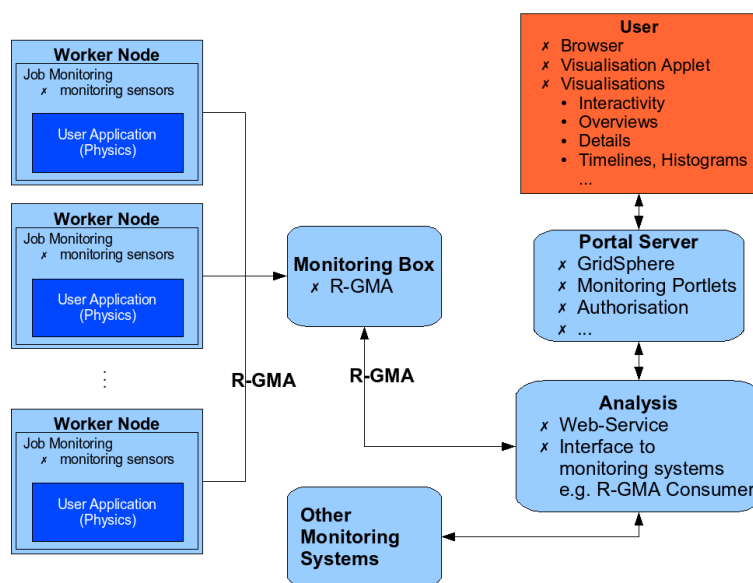 Worker Node
Job Monitoring
✗ monitoring sensors
User Application
(Physics)
Worker Node
Job Monitoring
✗ monitoring sensors
User Application
(Physics)
...
Worker Node
Job Monitoring
✗ monitoring sensors
User Application
(Physics)
R-GMA
Monitoring Box
✗ R-GMA
R-GMA
Other
Monitoring
Systems
User
✗ Browser
✗ Visualisation Applet
✗ Visualisations
• Interactivity
• Overviews
• Details
• Timelines, Histograms
...
Portal Server
✗ GridSphere
✗ Monitoring Portlets
✗ Authorisation
✗ ...
Analysis
✗ Web-Service
✗ Interface to
monitoring systems
e.g. R-GMA Consumer